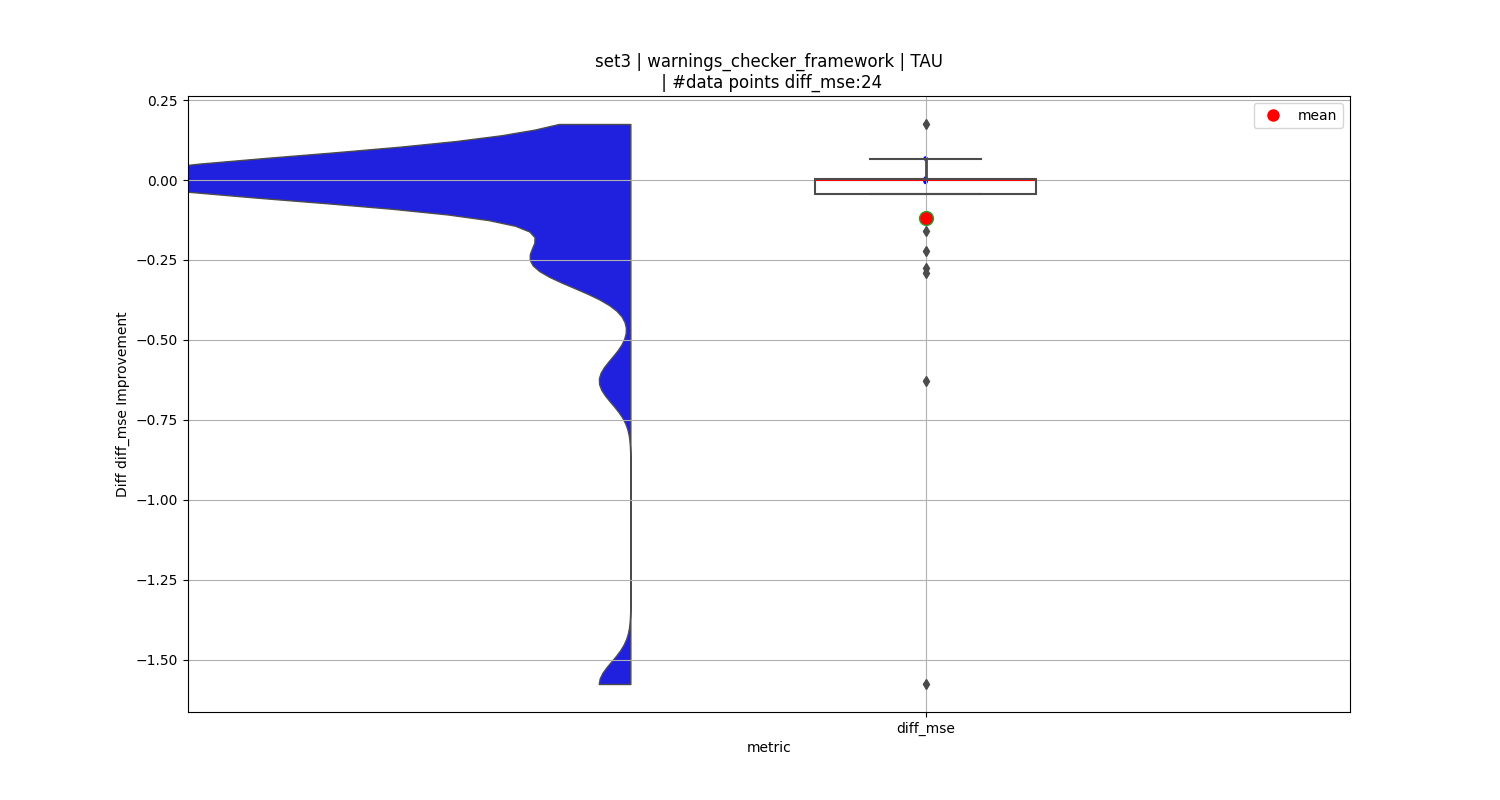 set3 | warnings_checker_framework | TAU
| #data points diff_mse:24
mean
0.25
0.00
−0.25
−0.50
−0.75
−1.00
−1.25
−1.50
Diff diff_mse Improvement
diff_mse
metric